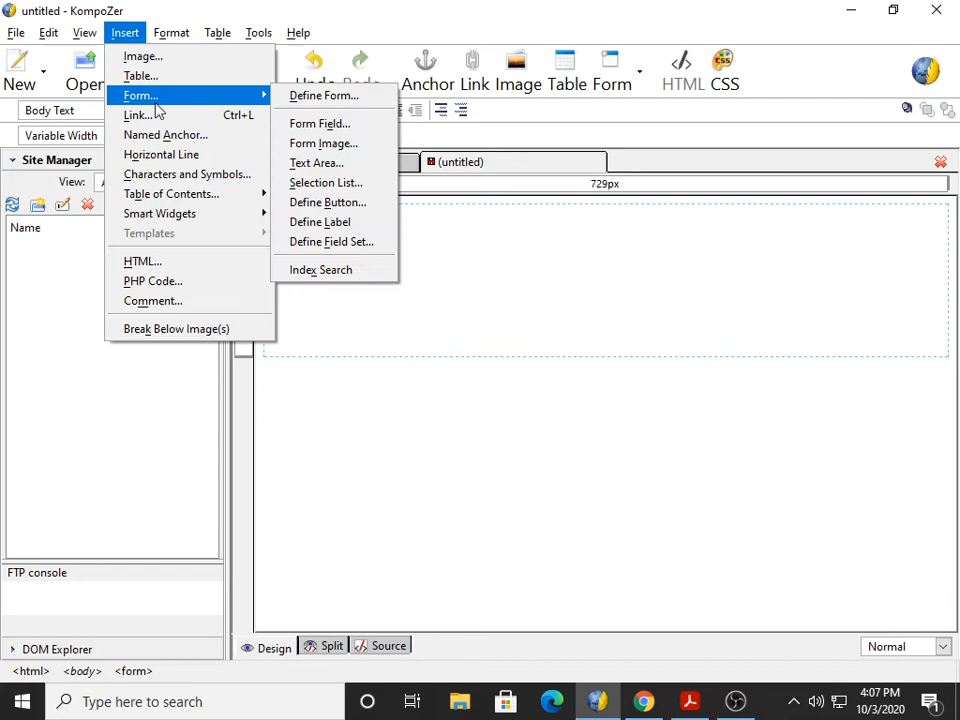 untitled - KompoZer
File Edit View Insert Format Table Tools Help
New Open Undo Redo Anchor Link Image Table Form HTML CSS
Body Text
Variable Width
Site Manager
View: A
Name
FTP console
DOM Explorer
Image...
Table...
Form...
Link... Ctrl+L
Named Anchor...
Horizontal Line
Characters and Symbols...
Table of Contents...
Smart Widgets
Templates
HTML...
PHP Code...
Comment...
Break Below Image(s)
Define Form...
Form Field...
Form Image...
Text Area...
Selection List...
Define Button...
Define Label
Define Field Set...
Index Search
(untitled)
729px
Design Split Source
Normal
<html> <body> <form>
Type here to search
4:07 PM
10/3/2020
1